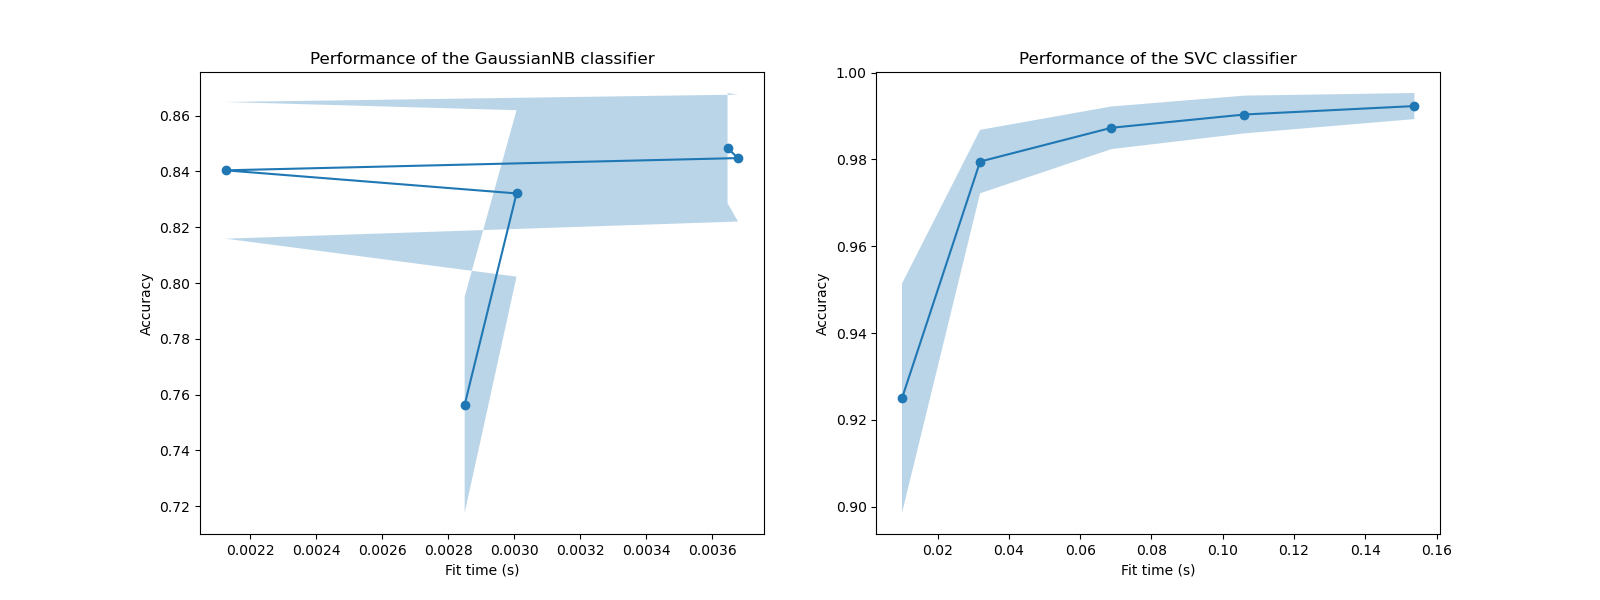 Performance of the GaussianNB classifier
Accuracy
0.86
0.84
0.82
0.80
0.78
0.76
0.74
0.72
0.0022 0.0024 0.0026 0.0028 0.0030 0.0032 0.0034 0.0036
Fit time (s)
Performance of the SVC classifier
Accuracy
1.00
0.98
0.96
0.94
0.92
0.90
0.02 0.04 0.06 0.08 0.10 0.12 0.14 0.16
Fit time (s)